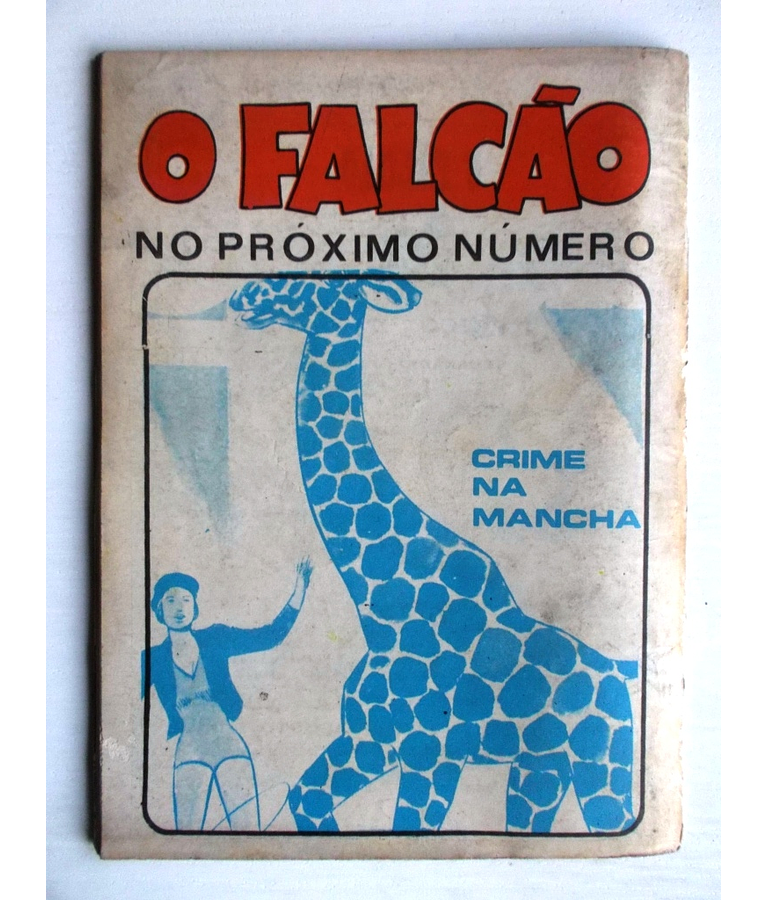 O FALCÃO
NO PRÓXIMO NÚMERO
CRIME
NA
MANCHA